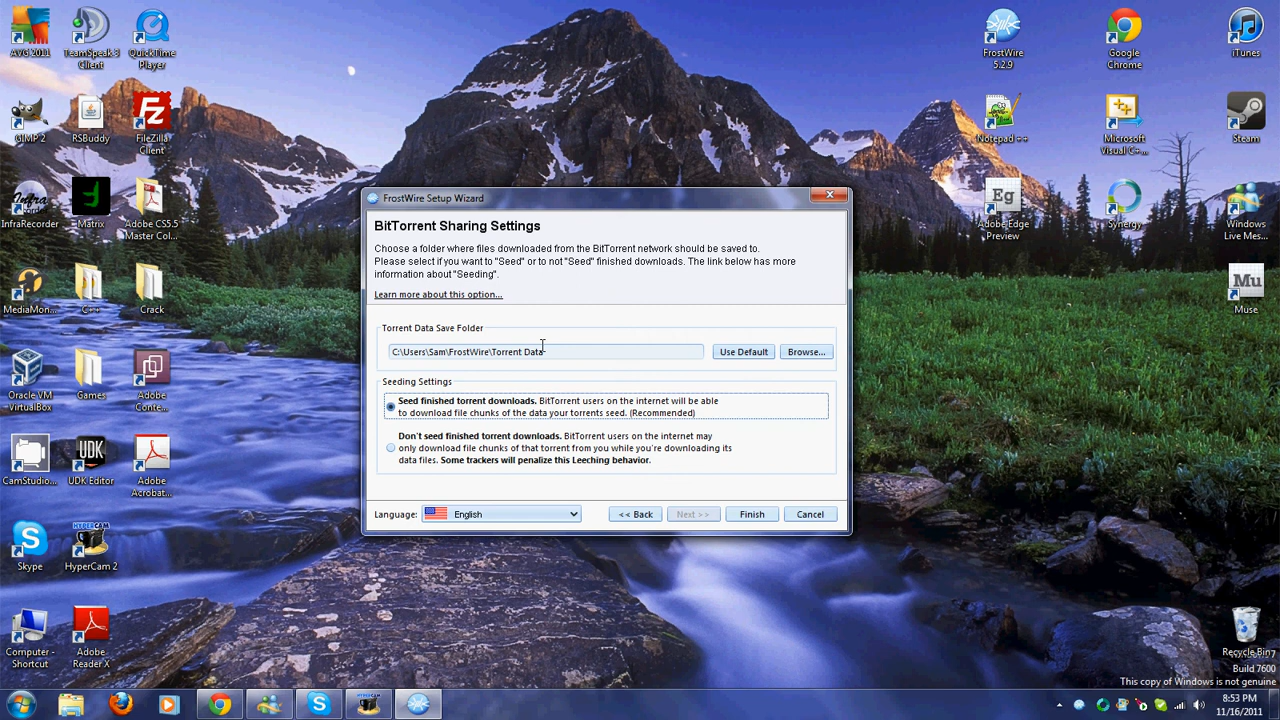 AVG 2011
TeamSpeak 3
Client
QuickTime
Player
FrostWire
5.2.9
Google
Chrome
iTunes
GIMP 2
RSBuddy
FileZilla
Client
Notepad ++
Microsoft
Visual C+...
Steam
InfraRecorder
Matrix
Adobe CS5.5
Master Col...
Eg
Adobe Edge
Preview
Synergy
Windows
Live Mess...
MediaMon...
C++
Crack
Mu
Muse
Oracle VM
VirtualBox
Games
Adobe
Conte...
CamStudio...
UDK
UDK Editor
Adobe
Acrobat...
Skype
HYPERCAM
HyperCam 2
Computer -
Shortcut
Adobe
Reader X
Recycle Bin
FrostWire Setup Wizard
BitTorrent Sharing Settings
Choose a folder where files downloaded from the BitTorrent network should be saved to.
Please select if you want to "Seed" or to not "Seed" finished downloads. The link below has more
information about "Seeding".
Learn more about this option...
Torrent Data Save Folder
C:\Users\Sam\FrostWire\Torrent Data
Use Default
Browse...
Seeding Settings
Seed finished torrent downloads. BitTorrent users on the internet will be able
to download file chunks of the data your torrents seed. (Recommended)
Don't seed finished torrent downloads. BitTorrent users on the internet may
only download file chunks of that torrent from you while you're downloading its
data files. Some trackers will penalize this Leeching behavior.
Language:
English
<< Back
Next >>
Finish
Cancel
Windows 7
Build 7600
This copy of Windows is not genuine
8:53 PM
11/16/2011